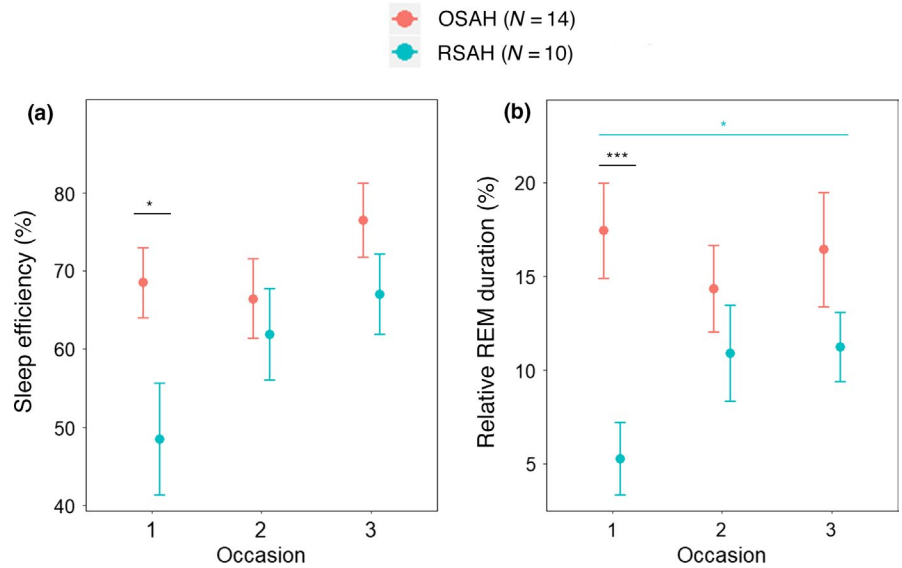 OSAH (N = 14)
RSAH (N = 10)
(a)
Sleep efficiency (%)
80
70
60
50
40
*
1 2 3
Occasion
(b)
Relative REM duration (%)
20
15
10
5
*
***
1 2 3
Occasion